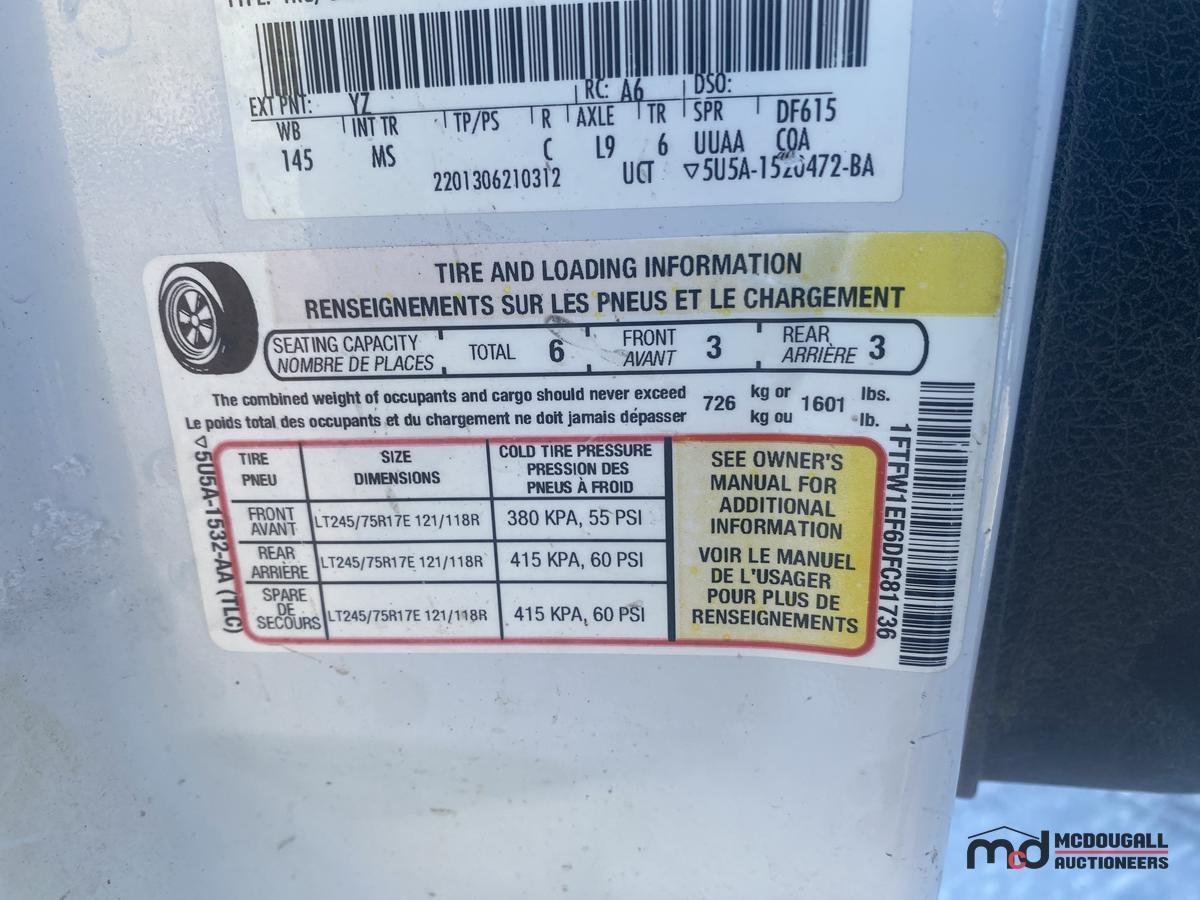 RC: A6 DSO:
EXT PNT: YZ
WB INT TR TP/PS R AXLE TR SPR DF615
145 MS C L9 6 UUAA COA
2201306210312 UCT ▽5U5A-1520472-BA
TIRE AND LOADING INFORMATION
RENSEIGNEMENTS SUR LES PNEUS ET LE CHARGEMENT
SEATING CAPACITY TOTAL 6 FRONT 3 REAR 3
NOMBRE DE PLACES AVANT ARRIÈRE
The combined weight of occupants and cargo should never exceed 726 kg or 1601 lbs.
Le poids total des occupants et du chargement ne doit jamais dépasser kg ou lb.
TIRE
PNEU
SIZE
DIMENSIONS
COLD TIRE PRESSURE
PRESSION DES
PNEUS À FROID
FRONT
AVANT
LT245/75R17E 121/118R
380 KPA, 55 PSI
REAR
ARRIÈRE
LT245/75R17E 121/118R
415 KPA, 60 PSI
SPARE
DE
SECOURS
LT245/75R17E 121/118R
415 KPA, 60 PSI
SEE OWNER'S
MANUAL FOR
ADDITIONAL
INFORMATION
VOIR LE MANUEL
DE L'USAGER
POUR PLUS DE
RENSEIGNEMENTS
▽5U5A-1532-AA (TLC)
1FTFW1EF6DFC81736
mcd MCDOUGALL
AUCTIONEERS